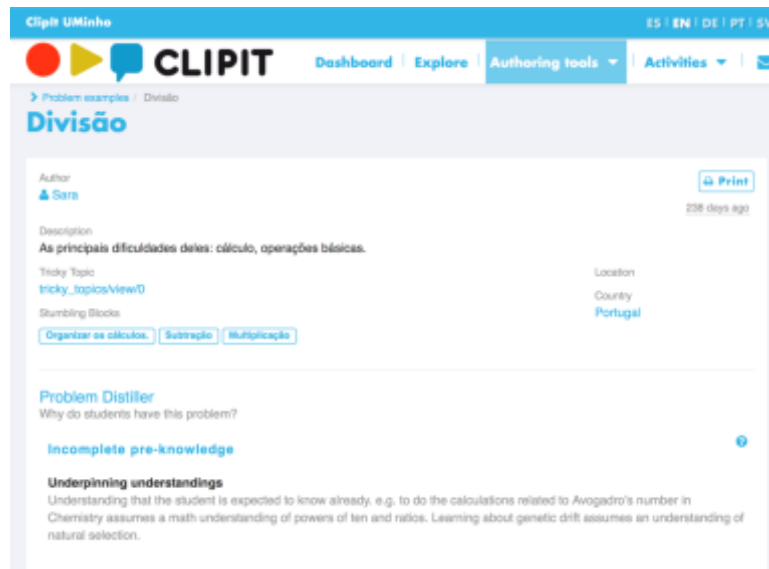 ClipIt UMinho
ES | EN | DE | PT | SV
CLIPIT
Dashboard
Explore
Authoring tools
Activities
Problem examples / Divisão
Divisão
Author
Sara
Print
238 days ago
Description
As principais dificuldades deles: cálculo, operações básicas.
Tricky Topic
Location
tricky_topics/view/0
Country
Stumbling Blocks
Portugal
Organizar os cálculos.
Subtração
Multiplicação
Problem Distiller
Why do students have this problem?
Incomplete pre-knowledge
Underpinning understandings
Understanding that the student is expected to know already. e.g. to do the calculations related to Avogadro's number in
Chemistry assumes a math understanding of powers of ten and ratios. Learning about genetic drift assumes an understanding of
natural selection.